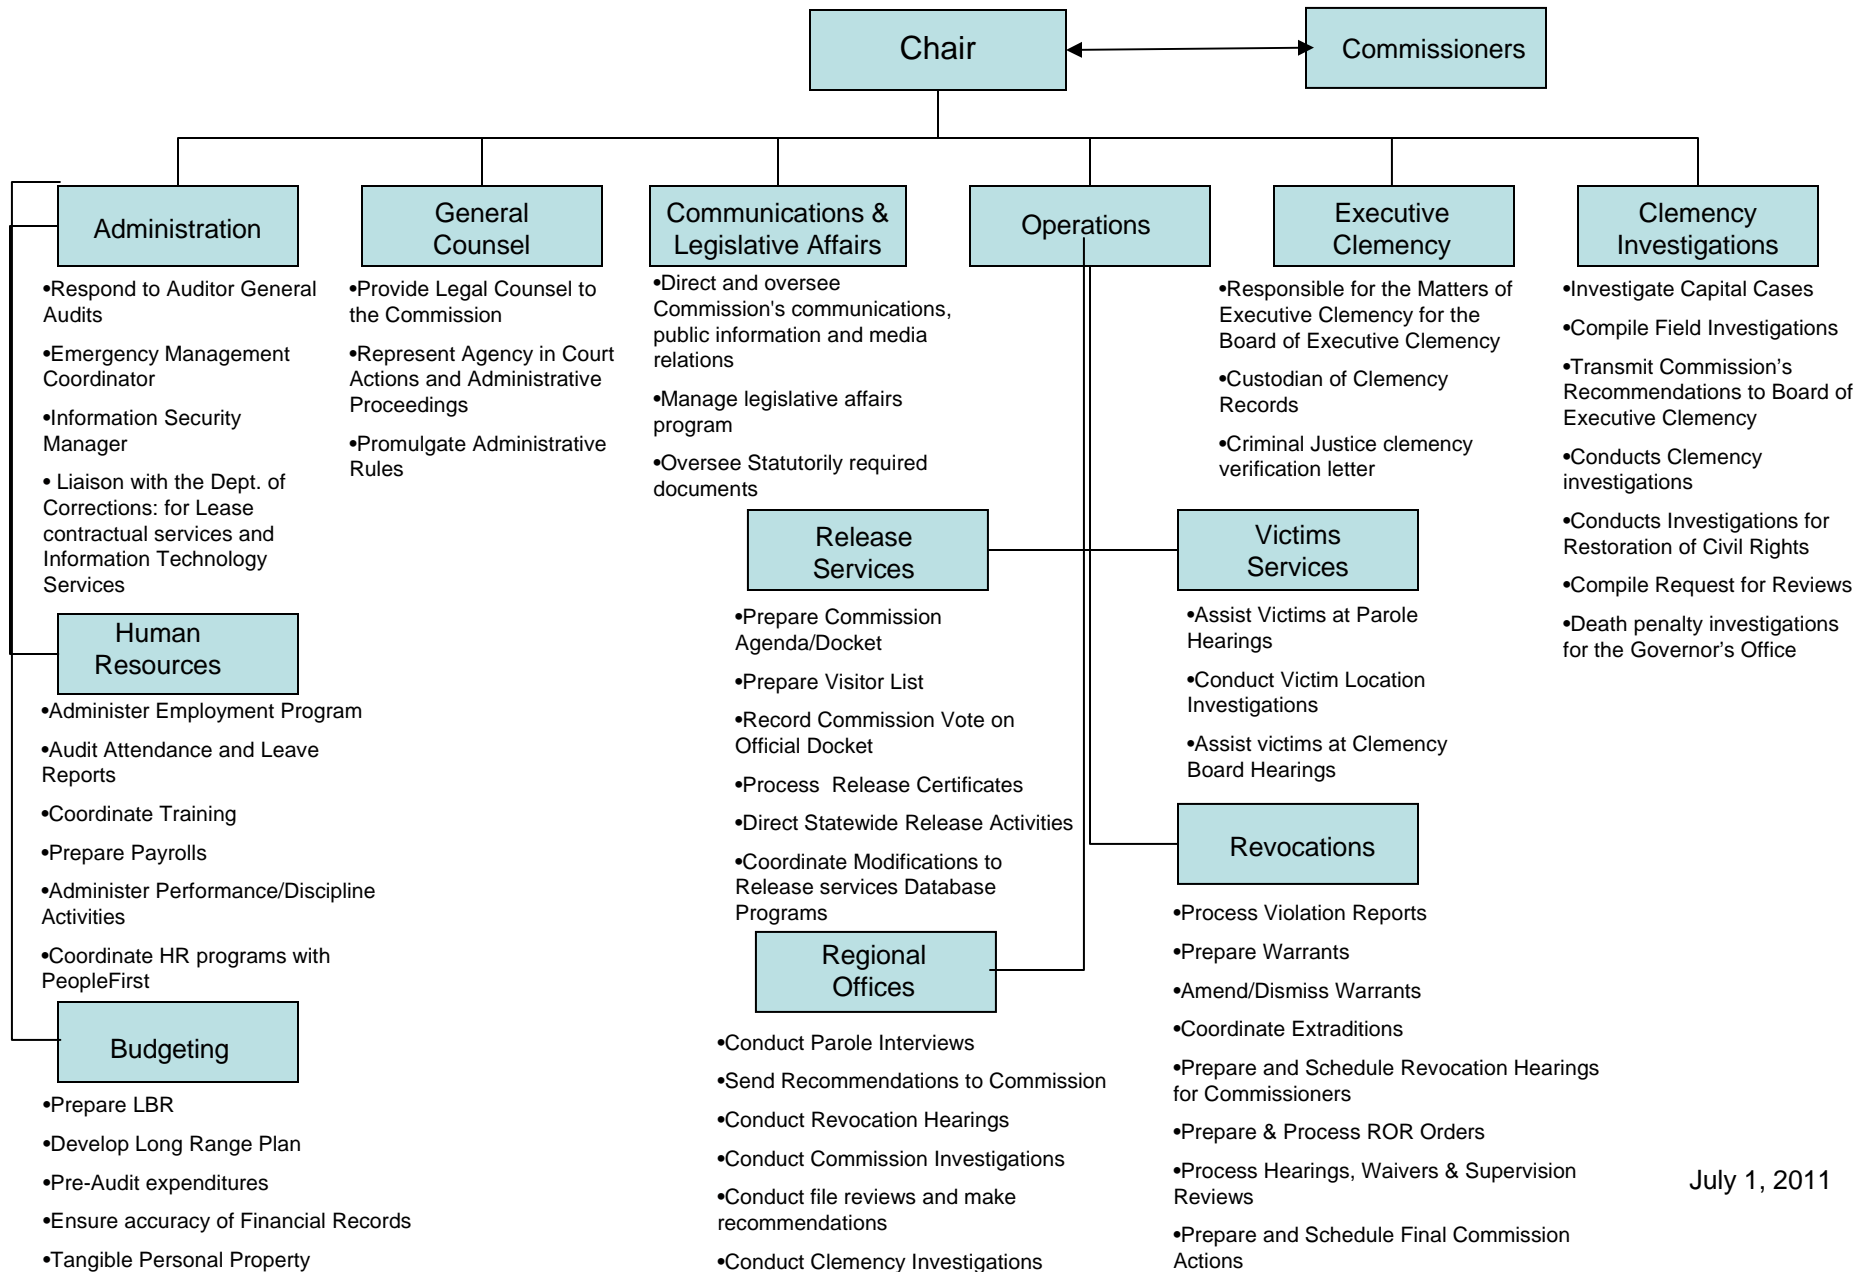 Chair
Commissioners
Administration
•Respond to Auditor General
Audits
•Emergency Management
Coordinator
•Information Security
Manager
• Liaison with the Dept. of
Corrections: for Lease
contractual services and
Information Technology
Services
Human
Resources
•Administer Employment Program
•Audit Attendance and Leave
Reports
•Coordinate Training
•Prepare Payrolls
•Administer Performance/Discipline
Activities
•Coordinate HR programs with
PeopleFirst
Budgeting
•Prepare LBR
•Develop Long Range Plan
•Pre-Audit expenditures
•Ensure accuracy of Financial Records
•Tangible Personal Property
General
Counsel
•Provide Legal Counsel to
the Commission
•Represent Agency in Court
Actions and Administrative
Proceedings
•Promulgate Administrative
Rules
Communications &
Legislative Affairs
•Direct and oversee
Commission's communications,
public information and media
relations
•Manage legislative affairs
program
•Oversee Statutorily required
documents
Operations
Release
Services
•Prepare Commission
Agenda/Docket
•Prepare Visitor List
•Record Commission Vote on
Official Docket
•Process  Release Certificates
•Direct Statewide Release Activities
•Coordinate Modifications to
Release services Database
Programs
Regional
Offices
•Conduct Parole Interviews
•Send Recommendations to Commission
•Conduct Revocation Hearings
•Conduct Commission Investigations
•Conduct file reviews and make
recommendations
•Conduct Clemency Investigations
Executive
Clemency
•Responsible for the Matters of
Executive Clemency for the
Board of Executive Clemency
•Custodian of Clemency
Records
•Criminal Justice clemency
verification letter
Victims
Services
•Assist Victims at Parole
Hearings
•Conduct Victim Location
Investigations
•Assist victims at Clemency
Board Hearings
Revocations
•Process Violation Reports
•Prepare Warrants
•Amend/Dismiss Warrants
•Coordinate Extraditions
•Prepare and Schedule Revocation Hearings
for Commissioners
•Prepare & Process ROR Orders
•Process Hearings, Waivers & Supervision
Reviews
•Prepare and Schedule Final Commission
Actions
Clemency
Investigations
•Investigate Capital Cases
•Compile Field Investigations
•Transmit Commission’s
Recommendations to Board of
Executive Clemency
•Conducts Clemency
investigations
•Conducts Investigations for
Restoration of Civil Rights
•Compile Request for Reviews
•Death penalty investigations
for the Governor’s Office
July 1, 2011